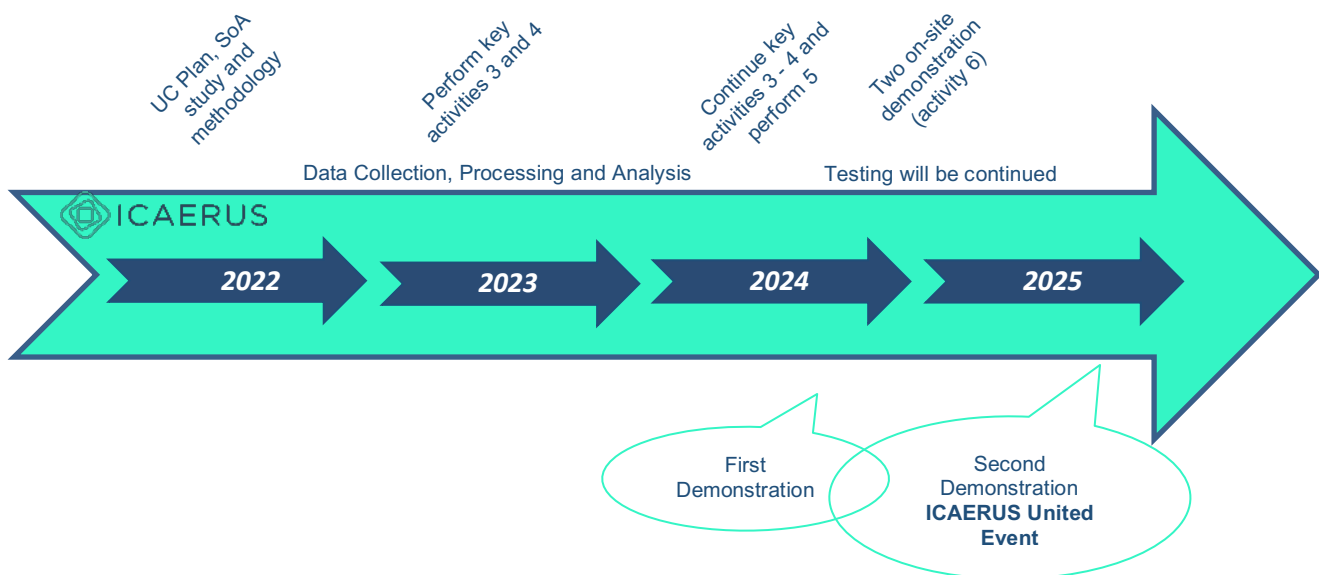 UC Plan, SoA
study and
methodology
Perform key
activities 3 and 4
Continue key
activities 3 - 4 and
perform 5
Two on-site
demonstration
(activity 6)
Data Collection, Processing and Analysis
Testing will be continued
ICAERUS
2022
2023
2024
2025
First
Demonstration
Second
Demonstration
ICAERUS United
Event